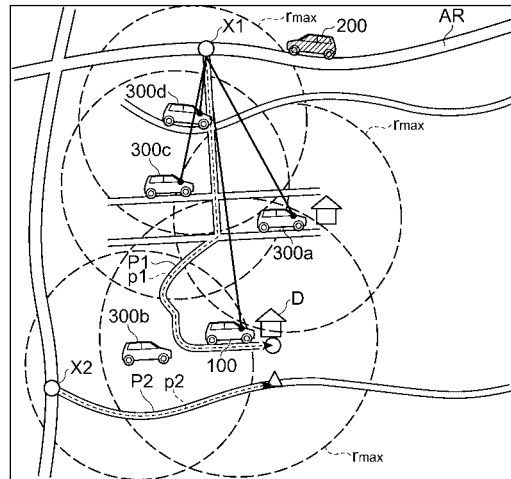 X1
rmax
200
AR
300d
rmax
300c
300a
P1
p1
D
300b
100
X2
P2 p2
rmax